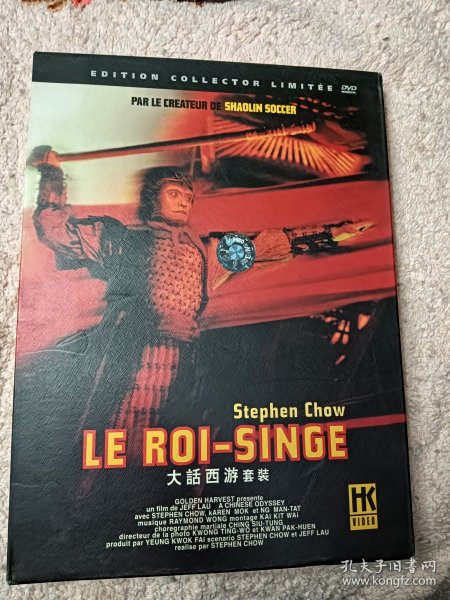 EDITION COLLECTOR LIMITÉE DVD
PAR LE CREATEUR DE SHAOLIN SOCCER
Stephen Chow
LE ROI-SINGE
大話西游套裝
GOLDEN HARVEST presente
un film de JEFF LAU A CHINESE ODYSSEY
avec STEPHEN CHOW, kAREN MOK et NG MAN-TAT
musique RAYMOND WONG montage KAI KIT WAI
choregraphie martiale CHING SIU-TUNG
directeur de la photo KWONG TING-WO et KWAN PAK-HUEN
produit par YEUNG KWOK FAI scenario STEPHEN CHOW et JEFF LAU
realise par STEPHEN CHOW
HK
VIDEO
孔夫子旧书网
www.kongfz.com